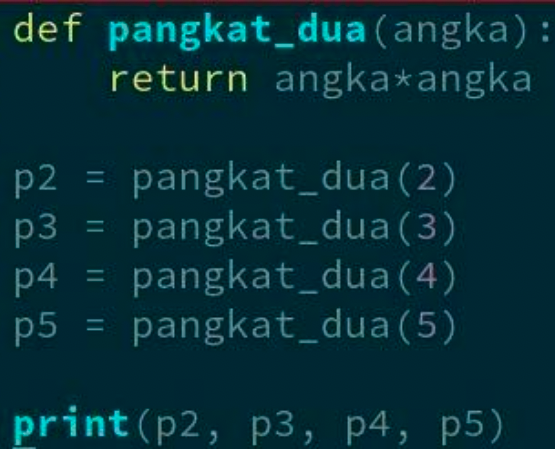 def pangkat_dua(angka):
    return angka*angka
p2 = pangkat_dua(2)
p3 = pangkat_dua(3)
p4 = pangkat_dua(4)
p5 = pangkat_dua(5)
print(p2, p3, p4, p5)